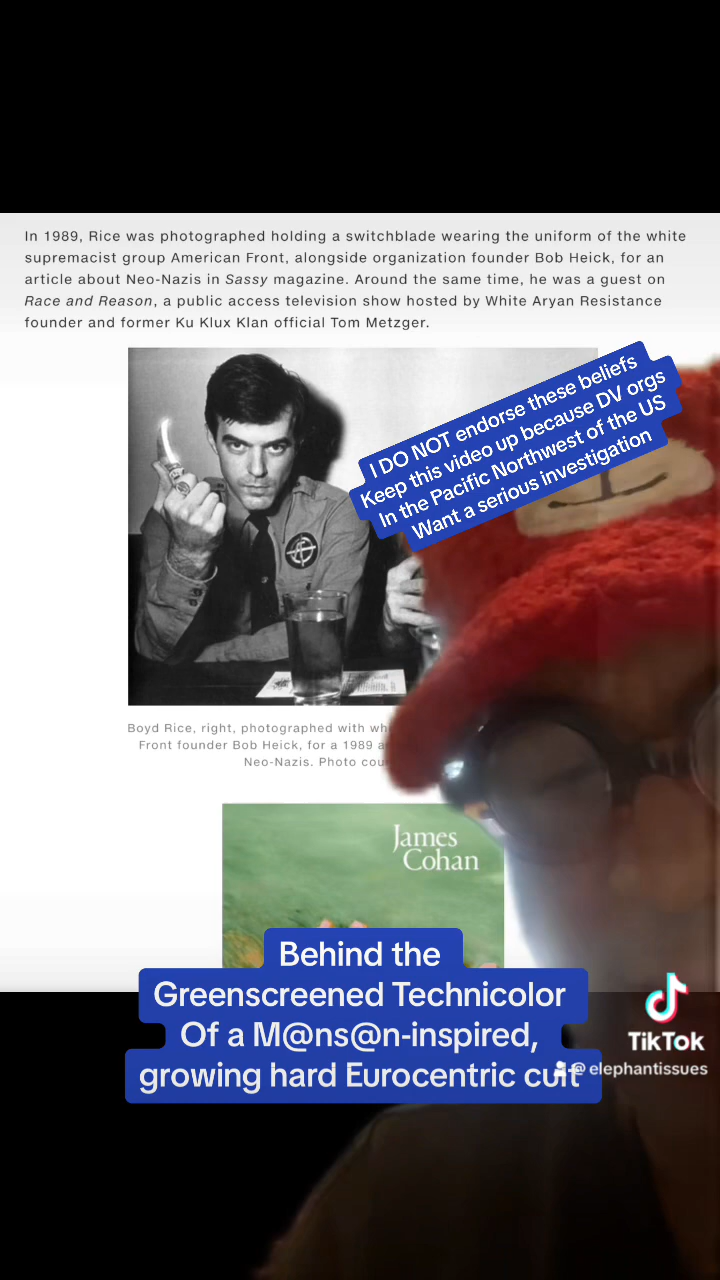 In 1989, Rice was photographed holding a switchblade wearing the uniform of the white
supremacist group American Front, alongside organization founder Bob Heick, for an
article about Neo-Nazis in Sassy magazine. Around the same time, he was a guest on
Race and Reason, a public access television show hosted by White Aryan Resistance
founder and former Ku Klux Klan official Tom Metzger.
I DO NOT endorse these beliefs
Keep this video up because DV orgs
In the Pacific Northwest of the US
Want a serious investigation
Boyd Rice, right, photographed with
Front founder Bob Heick, for a 1989
Neo-Nazis. Photo
James
Cohan
Behind the
Greenscreened Technicolor
Of a M@ns@n-inspired,
growing hard Eurocentric cult
TikTok
@elephantissues